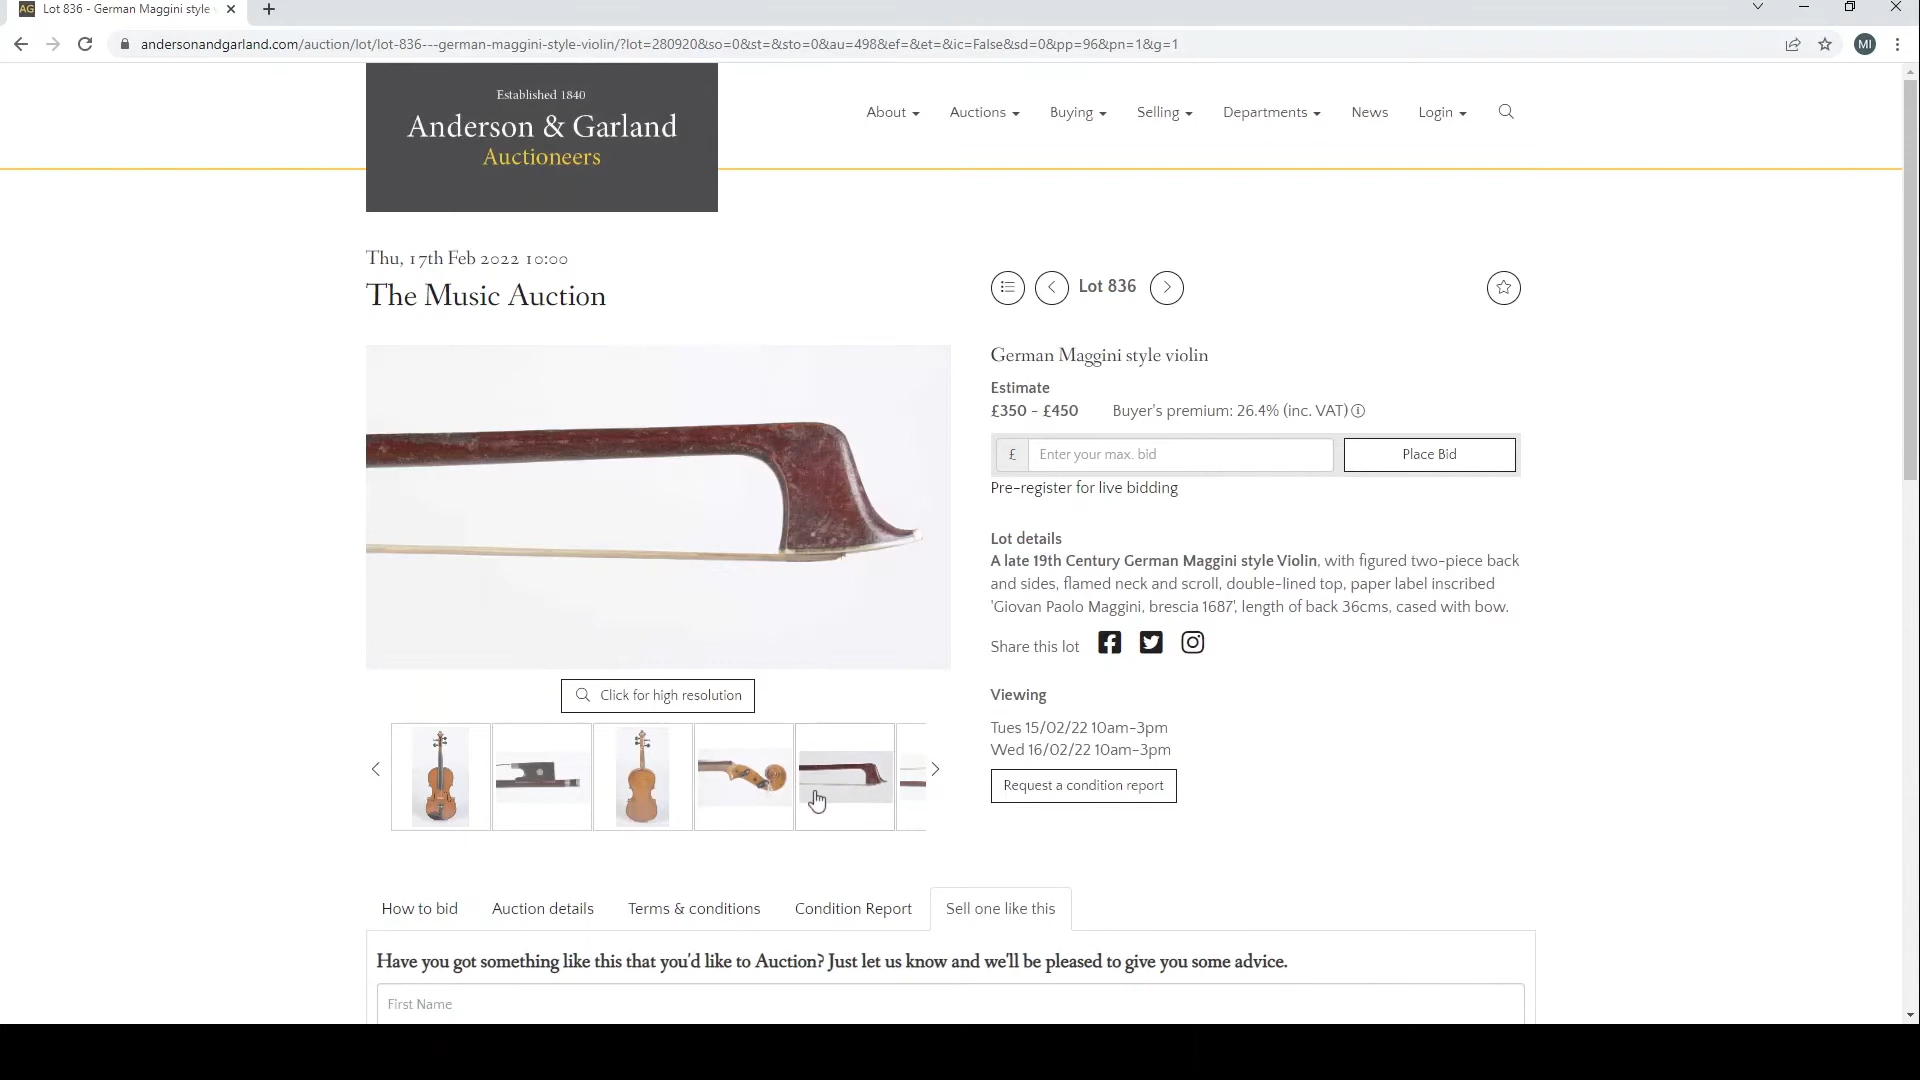 AG Lot 836 - German Maggini style
andersonandgarland.com/auction/lot/lot-836---german-maggini-style-violin/?lot=280920&so=0&st=&sto=0&au=498&ef=&et=&ic=False&sd=0&pp=96&pn=1&g=1
MI
Established 1840
Anderson & Garland
Auctioneers
About Auctions Buying Selling Departments News Login
Thu, 17th Feb 2022 10:00
The Music Auction
Lot 836
German Maggini style violin
Estimate
£350 - £450 Buyer's premium: 26.4% (inc. VAT)
£ Enter your max. bid Place Bid
Pre-register for live bidding
Lot details
A late 19th Century German Maggini style Violin, with figured two-piece back
and sides, flamed neck and scroll, double-lined top, paper label inscribed
'Giovan Paolo Maggini, brescia 1687', length of back 36cms, cased with bow.
Share this lot
Click for high resolution
Viewing
Tues 15/02/22 10am-3pm
Wed 16/02/22 10am-3pm
Request a condition report
How to bid Auction details Terms & conditions Condition Report Sell one like this
Have you got something like this that you'd like to Auction? Just let us know and we'll be pleased to give you some advice.
First Name